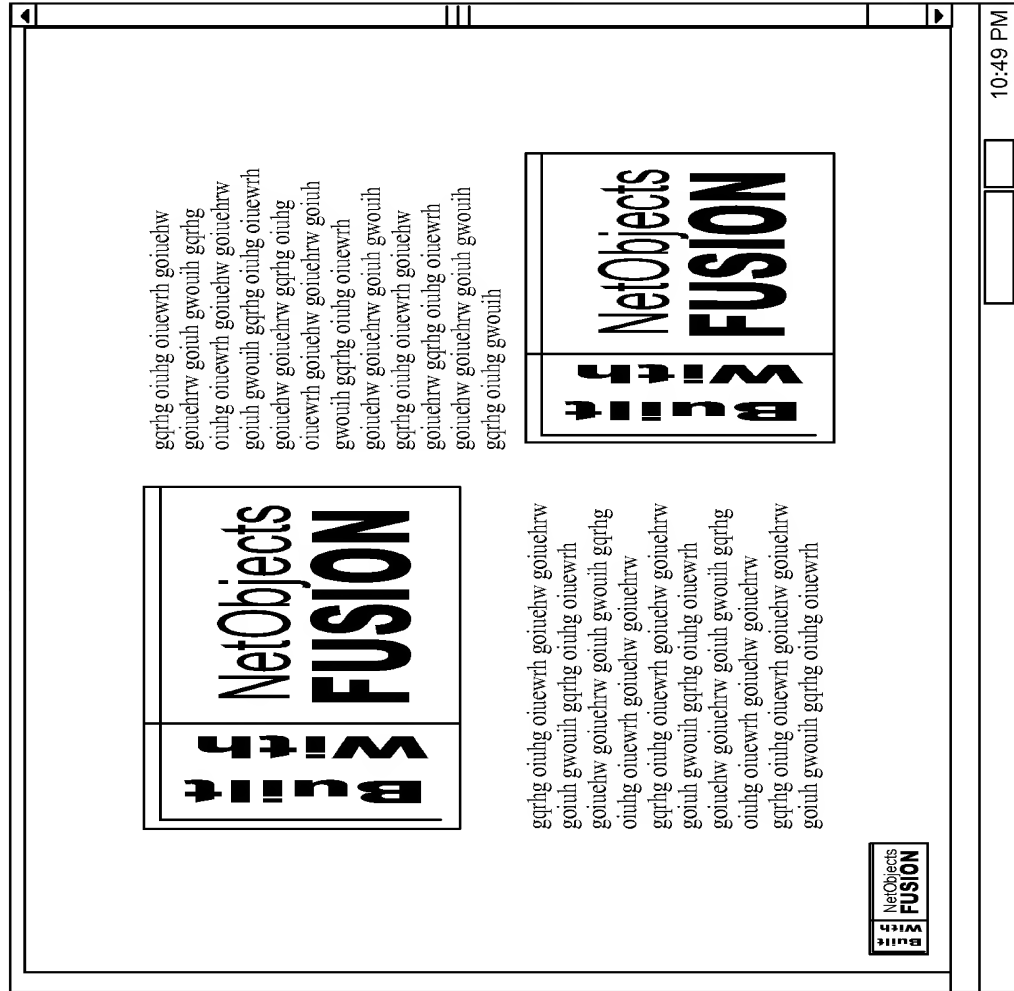 Built
With
NetObjects
FUSION
gqrhg oiuhg oiuewrh goiuehw
goiuehrw goiuh gwouih gqrhg
oiuhg oiuewrh goiuehw goiuehrw
goiuh gwouih gqrhg oiuhg oiuewrh
goiuehw goiuehrw gqrhg oiuhg
oiuewrh goiuehw goiuehrw goiuh
gwouih gqrhg oiuhg oiuewrh
goiuehw goiuehrw goiuh gwouih
gqrhg oiuhg oiuewrh goiuehw
goiuehrw gqrhg oiuhg oiuewrh
goiuehw goiuehrw goiuh gwouih
gqrhg oiuhg gwouih
gqrhg oiuhg oiuewrh goiuehw goiuehrw
goiuh gwouih gqrhg oiuhg oiuewrh
goiuehw goiuehrw goiuh gwouih gqrhg
oiuhg oiuewrh goiuehw goiuehrw
gqrhg oiuhg oiuewrh goiuehw goiuehrw
goiuh gwouih gqrhg oiuhg oiuewrh
goiuehw goiuehrw goiuh gwouih gqrhg
oiuhg oiuewrh goiuehw goiuehrw
gqrhg oiuhg oiuewrh goiuehw goiuehrw
goiuh gwouih gqrhg oiuhg oiuewrh
Built
With
NetObjects
FUSION
Built
With
NetObjects
FUSION
10:49 PM